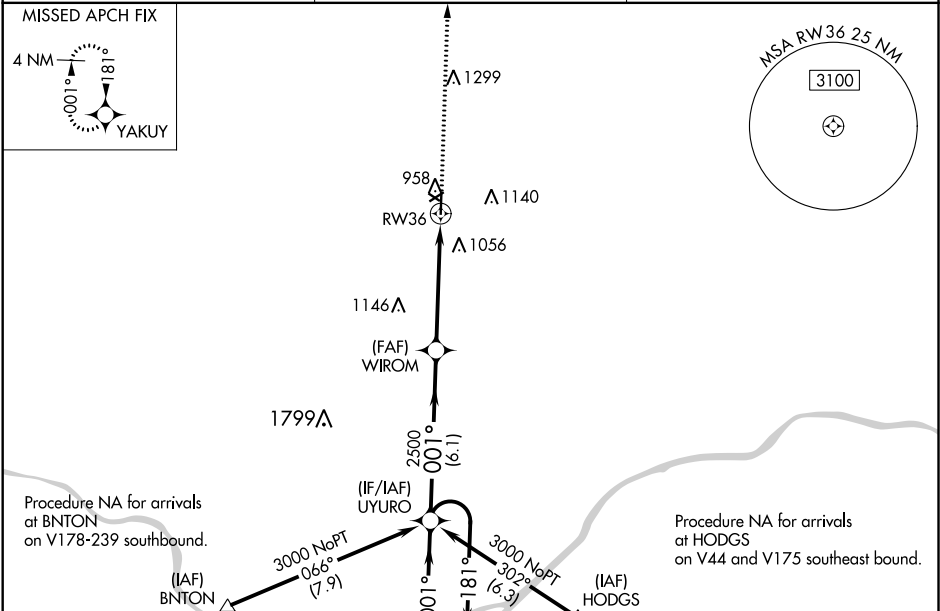 MISSED APCH FIX
4 NM
001°
181°
YAKUY
MSA RW36 25 NM
3100
1299
958
1140
RW36
1056
1146
(FAF)
WIROM
1799
2500
001°
(6.1)
(IF/IAF)
UYURO
Procedure NA for arrivals
at BNTON
on V178-239 southbound.
Procedure NA for arrivals
at HODGS
on V44 and V175 southeast bound.
3000 NoPT
066°
(7.9)
3000 NoPT
302°
(6.3)
(IAF)
BNTON
001°
181°
(IAF)
HODGS